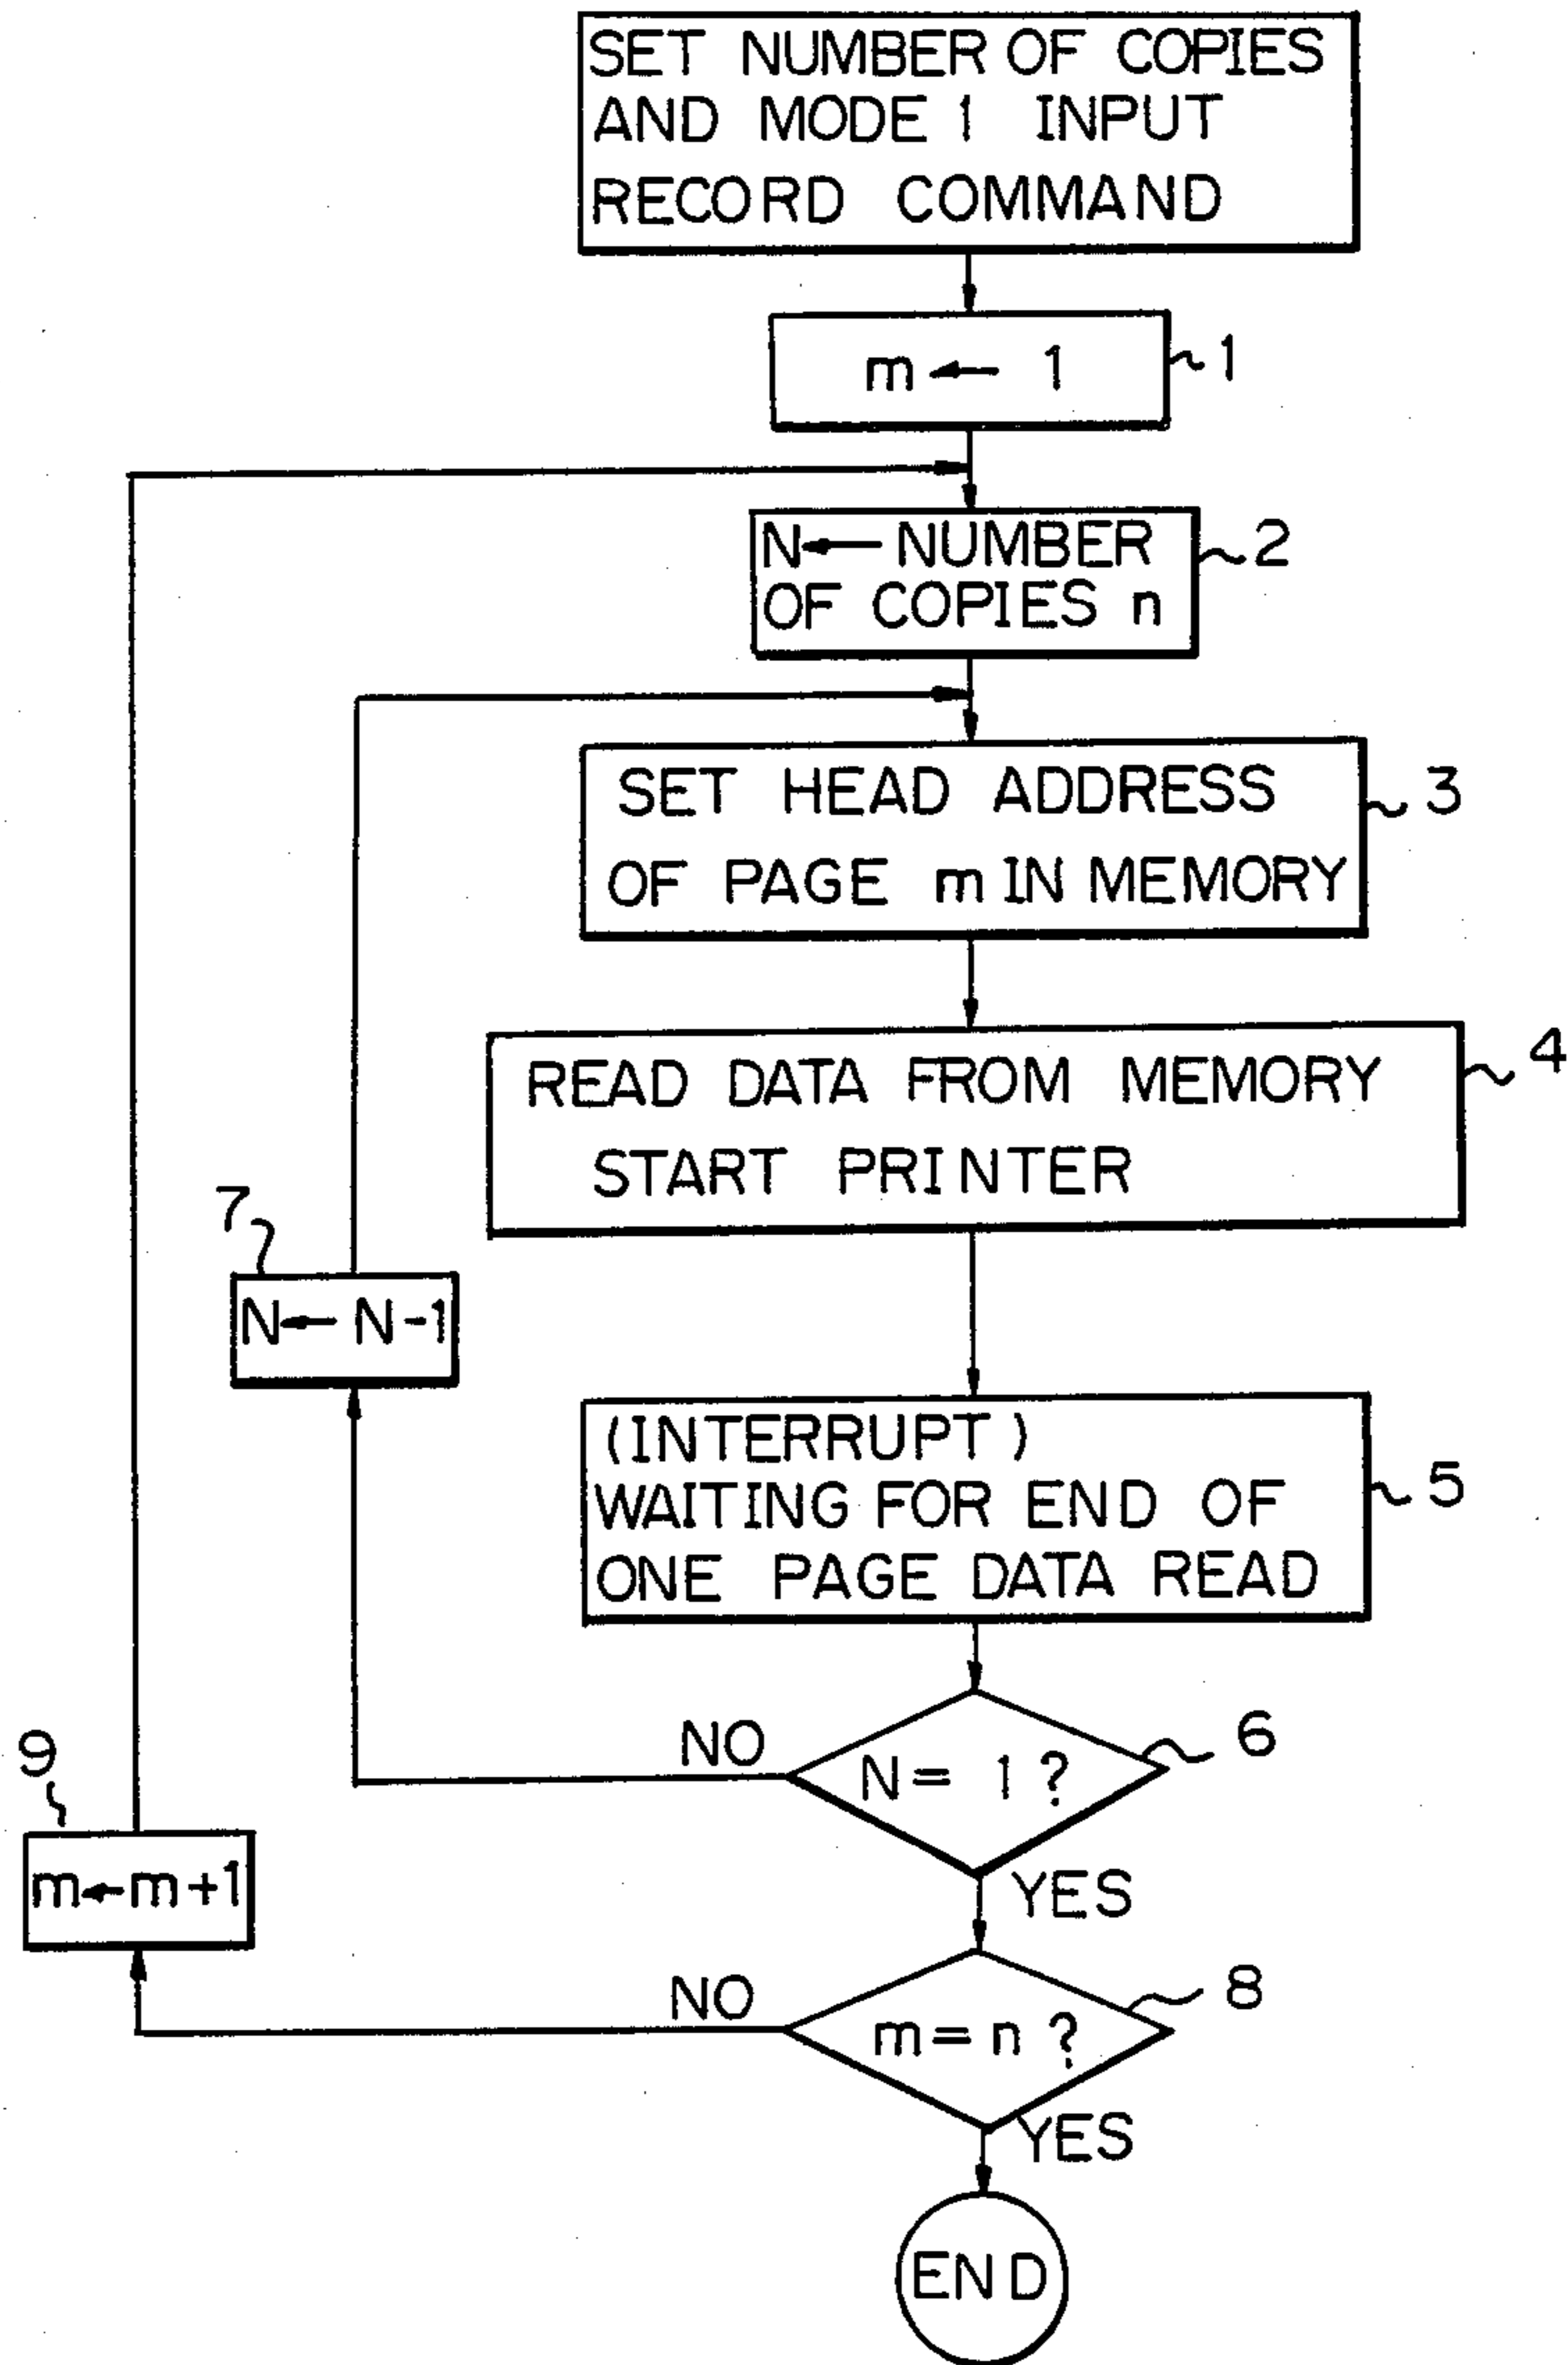 SET NUMBER OF COPIES
AND MODE 1 INPUT
RECORD COMMAND
m ← 1
1
N ← NUMBER
OF COPIES n
2
SET HEAD ADDRESS
OF PAGE m IN MEMORY
3
READ DATA FROM MEMORY
START PRINTER
4
7
N ← N-1
(INTERRUPT)
WAITING FOR END OF
ONE PAGE DATA READ
5
NO
N = 1 ?
6
YES
9
m ← m+1
NO
m = n ?
8
YES
END